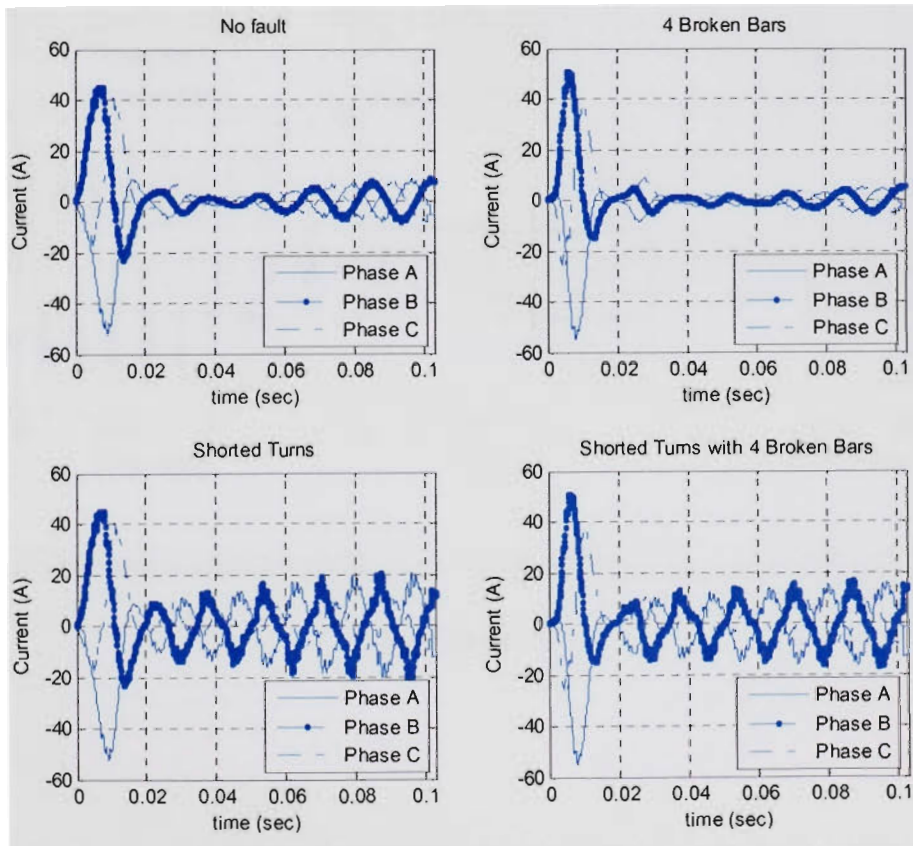 No fault
60
40
20
0
-20
-40
-60
Current (A)
0 0.02 0.04 0.06 0.08 0.1
time (sec)
Phase A
Phase B
Phase C
4 Broken Bars
60
40
20
0
-20
-40
-60
Current (A)
0 0.02 0.04 0.06 0.08 0.1
time (sec)
Phase A
Phase B
Phase C
Shorted Turns
60
40
20
0
-20
-40
-60
Current (A)
0 0.02 0.04 0.06 0.08 0.1
time (sec)
Phase A
Phase B
Phase C
Shorted Turns with 4 Broken Bars
60
40
20
0
-20
-40
-60
Current (A)
0 0.02 0.04 0.06 0.08 0.1
time (sec)
Phase A
Phase B
Phase C